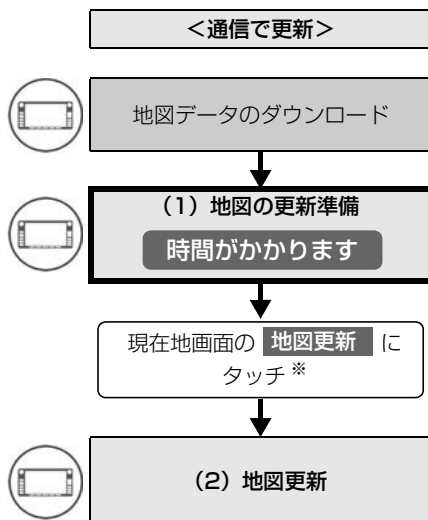 ＜通信で更新＞
地図データのダウンロード
（1）地図の更新準備
時間がかかります
現在地画面の 地図更新 に
タッチ※
（2）地図更新